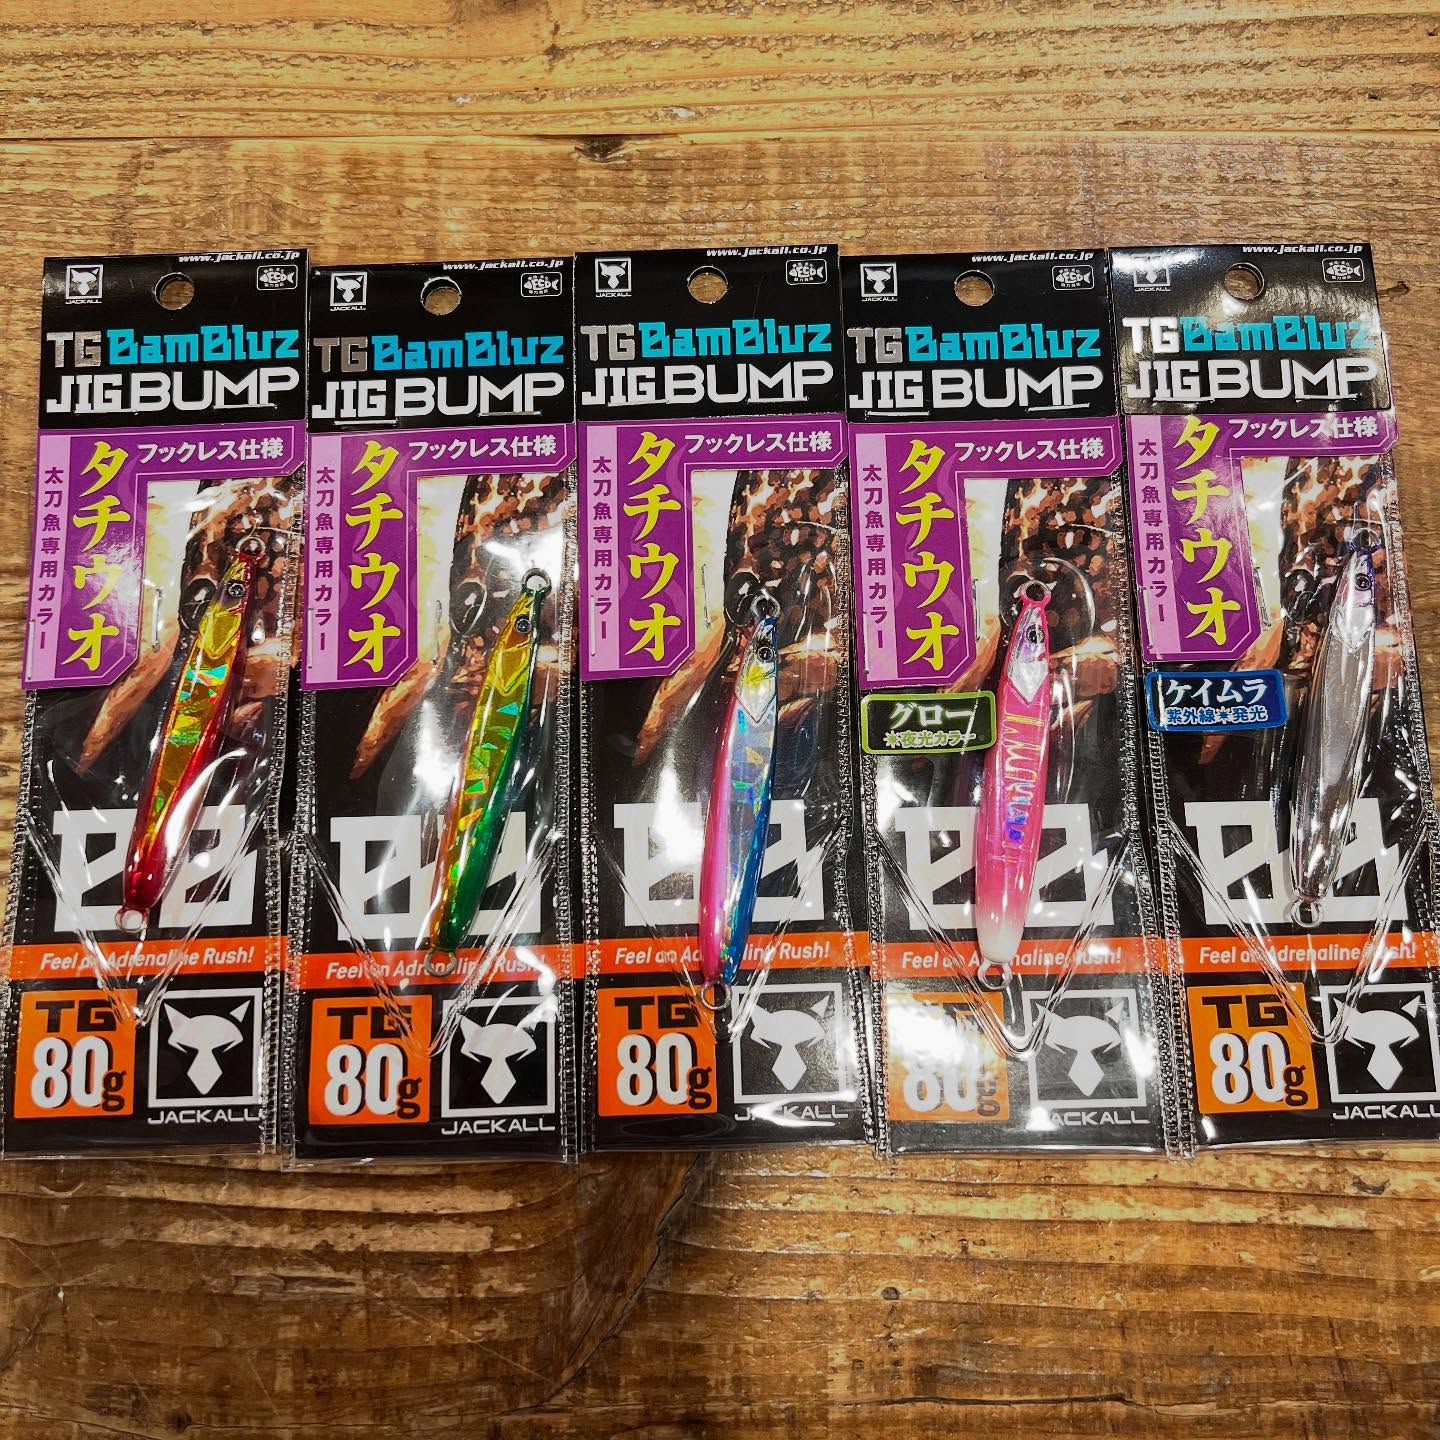 www.jackall.co.jp
JACKALL
FECO
TG BamBluz
JIG BUMP
フックレス仕様
タチウオ
太刀魚専用カラー
Feel an Adrenaline Rush!
TG
80g
JACKALL
www.jackall.co.jp
JACKALL
TG BamBluz
JIG BUMP
フックレス仕様
タチウオ
太刀魚専用カラー
Feel an Adrenaline Rush!
TG
80g
JACKALL
www.jackall.co.jp
JACKALL
TG BamBluz
JIG BUMP
フックレス仕様
タチウオ
太刀魚専用カラー
Feel an Adrenaline Rush!
TG
80g
JACKALL
www.jackall.co.jp
JACKALL
TG BamBluz
JIG BUMP
フックレス仕様
タチウオ
太刀魚専用カラー
グロー
*夜光カラー
Feel an Adrenaline Rush!
TG
80g
JACKALL
www.jackall.co.jp
JACKALL
TG BamBluz
JIG BUMP
フックレス仕様
タチウオ
太刀魚専用カラー
ケイムラ
紫外線*発光
Feel an Adrenaline Rush!
TG
80g
JACKALL